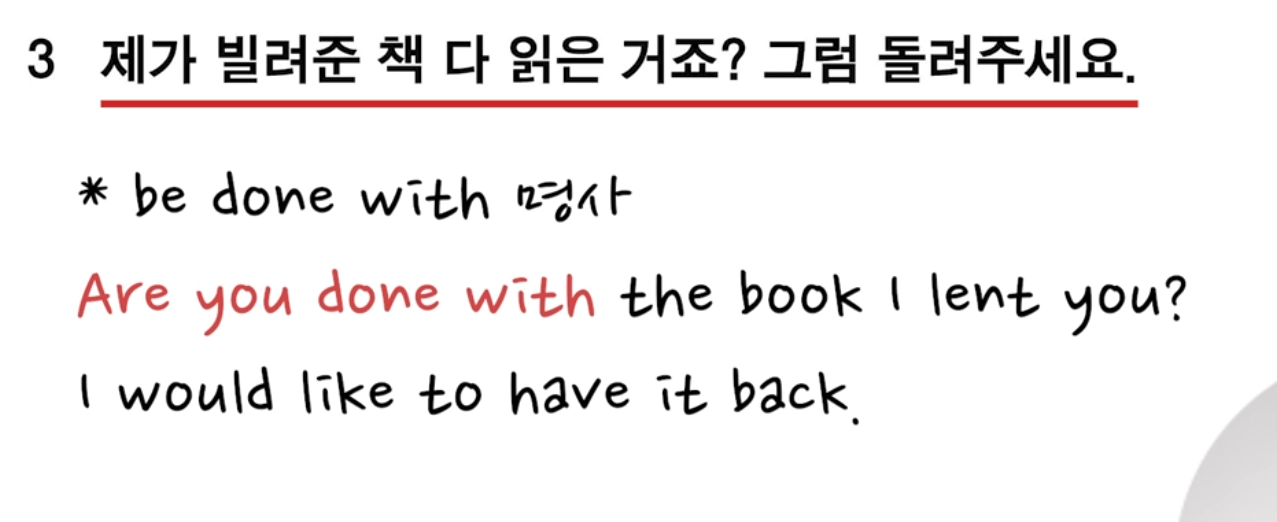 3 제가 빌려준 책 다 읽은 거죠? 그럼 돌려주세요.
* be done with 명사
Are you done with the book I lent you?
I would like to have it back.